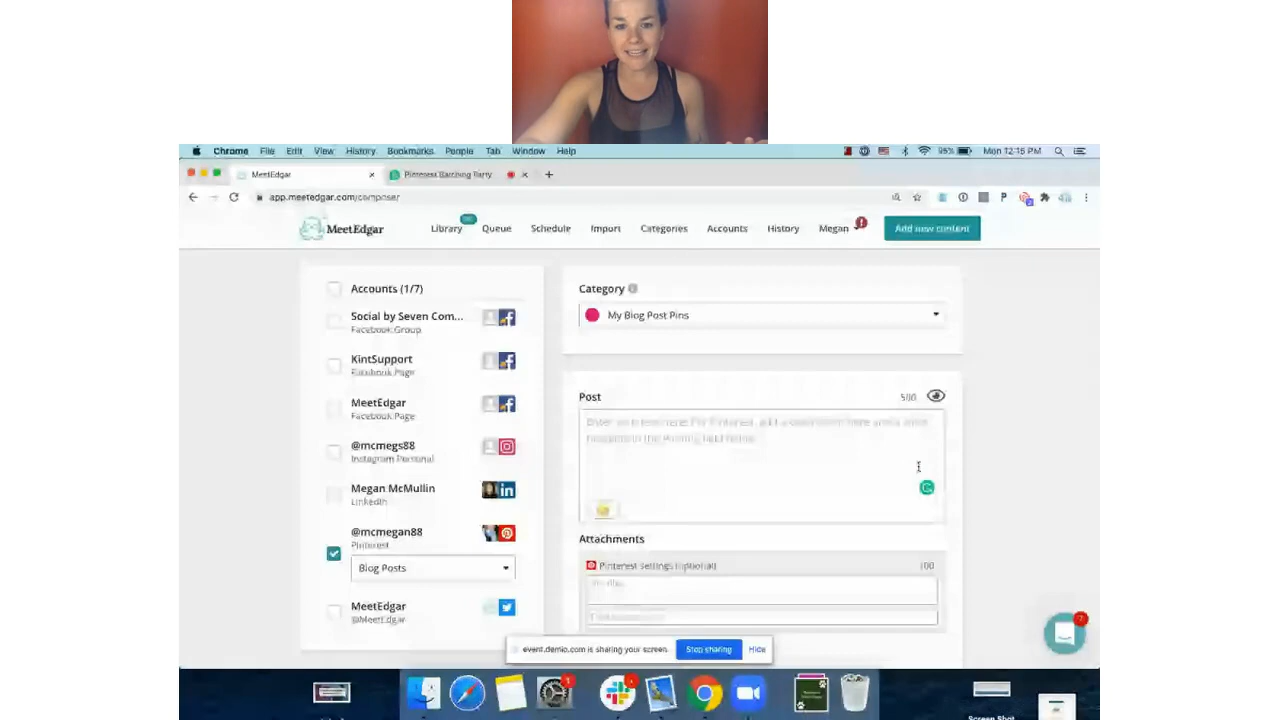 Chrome File Edit View History Bookmarks People Tab Window Help 95% Mon 12:15 PM
MeetEdgar Pinterest Batching Party
app.meetedgar.com/composer
MeetEdgar Library Queue Schedule Import Categories Accounts History Megan Add new content
Accounts (1/7)
Social by Seven Com...
Facebook Group
KintSupport
Facebook Page
MeetEdgar
Facebook Page
@mcmegs88
Instagram Personal
Megan McMullin
LinkedIn
@mcmegan88
Pinterest
Blog Posts
MeetEdgar
@MeetEdgar
Category
My Blog Post Pins
Post 500
Attachments
Pinterest settings (optional) 100
event.demio.com is sharing your screen. Stop sharing Hide
Screen Shot